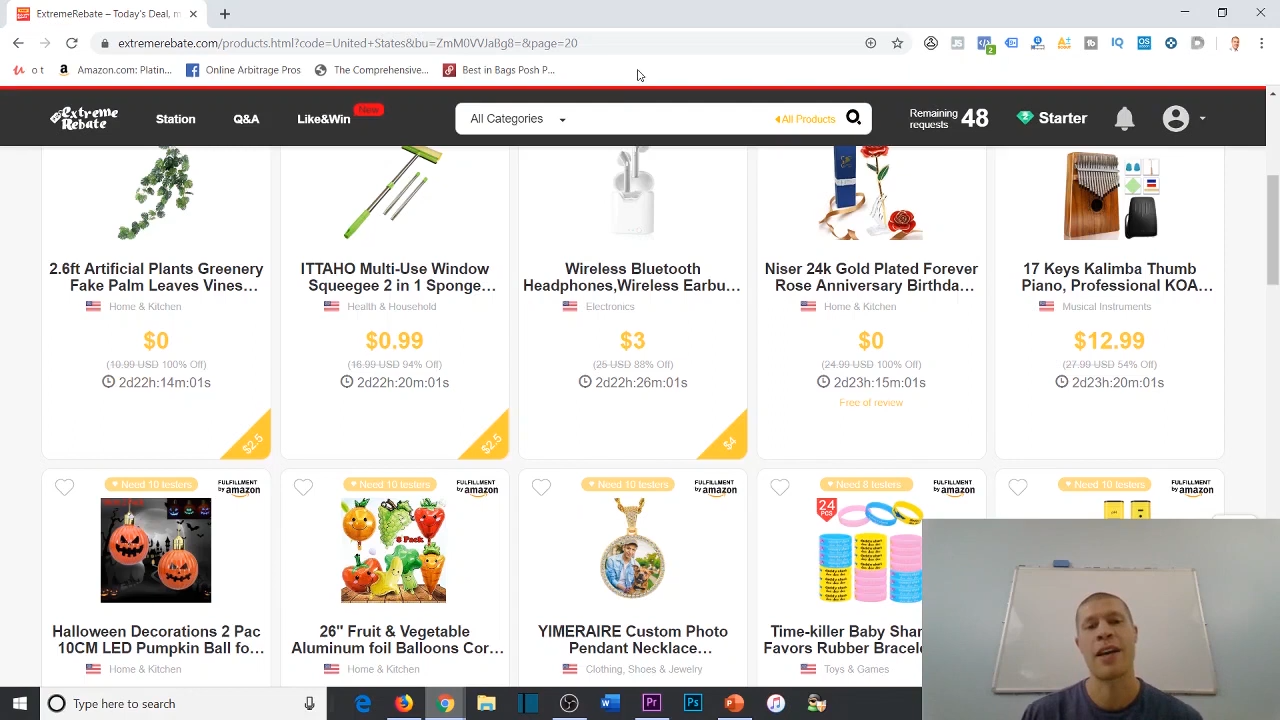 ExtremeRebate – Today's Deal, m
extremerebate.com/products.html?code=United States&bu=7mM0VVJaBg8=&page=20
o t
Amazon.com: Platin...
Online Arbitrage Pros
The Comprehensive...
Best in Bags Posh P...
Extreme Rebate
Station
Q&A
Like&Win
New
All Categories
All Products
Remaining requests 48
Starter
2.6ft Artificial Plants Greenery
Fake Palm Leaves Vines...
Home & Kitchen
$0
(10.99 USD 100% Off)
2d22h:14m:01s
$2.5
ITTAHO Multi-Use Window
Squeegee 2 in 1 Sponge...
Health & Household
$0.99
(16.99 USD 94% Off)
2d22h:20m:01s
$2.5
Wireless Bluetooth
Headphones,Wireless Earbu...
Electronics
$3
(25 USD 88% Off)
2d22h:26m:01s
$4
Niser 24k Gold Plated Forever
Rose Anniversary Birthda...
Home & Kitchen
$0
(24.99 USD 100% Off)
2d23h:15m:01s
Free of review
17 Keys Kalimba Thumb
Piano, Professional KOA...
Musical Instruments
$12.99
(27.99 USD 54% Off)
2d23h:20m:01s
Need 10 testers
FULFILLMENT
by amazon
Halloween Decorations 2 Pac
10CM LED Pumpkin Ball fo...
Home & Kitchen
Need 10 testers
FULFILLMENT
by amazon
8 Pack
26" Fruit & Vegetable
Aluminum foil Balloons Cor...
Home & Kitchen
Need 10 testers
FULFILLMENT
by amazon
YIMERAIRE Custom Photo
Pendant Necklace...
Clothing, Shoes & Jewelry
Need 8 testers
FULFILLMENT
by amazon
24
PCS
Time-killer Baby Shar
Favors Rubber Bracele
Toys & Games
Need 10 testers
FULFILLMENT
by amazon
Type here to search